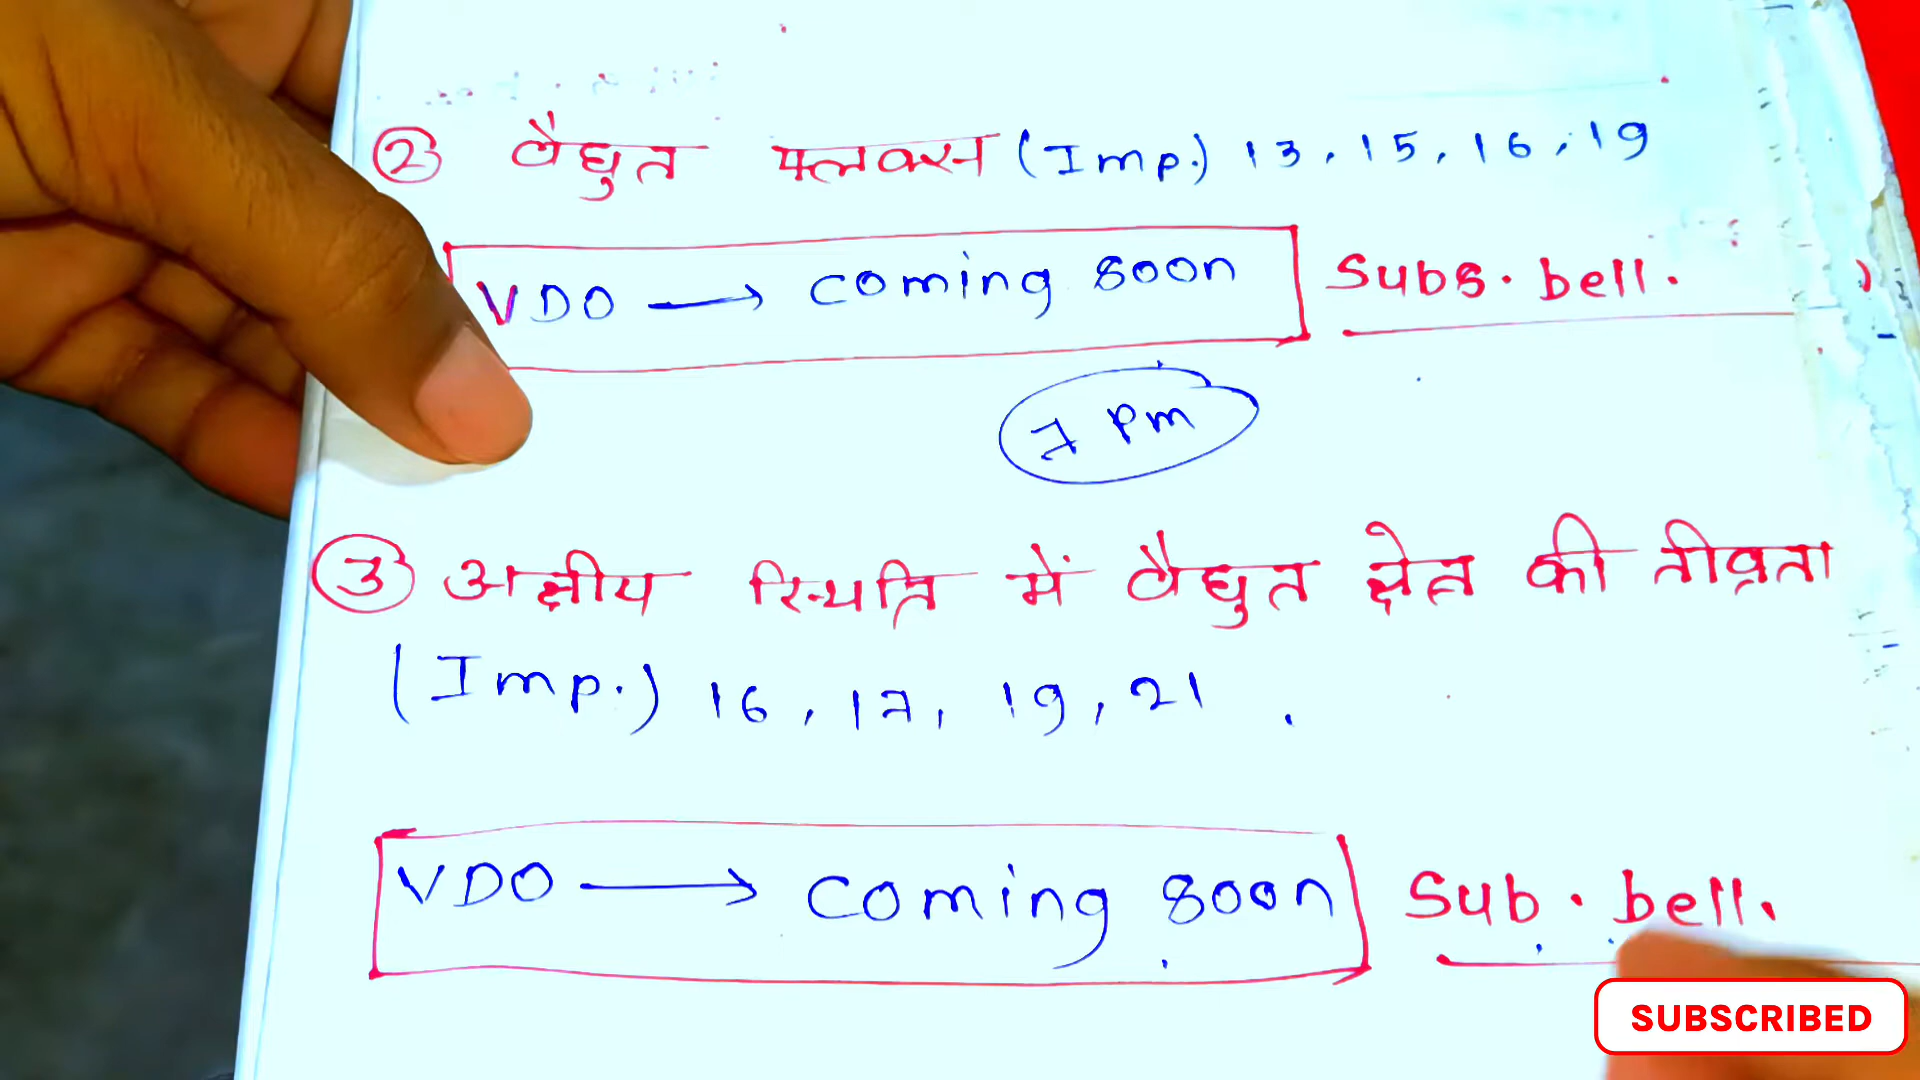 ② वैद्युत फ्लक्स (Imp.) 13, 15, 16, 19
VDO → coming soon Subs. bell.
7 Pm
③ अक्षीय स्थिति में वैद्युत क्षेत्र की तीव्रता
(Imp.) 16, 17, 19, 21.
VDO → coming soon Sub. bell.
SUBSCRIBED